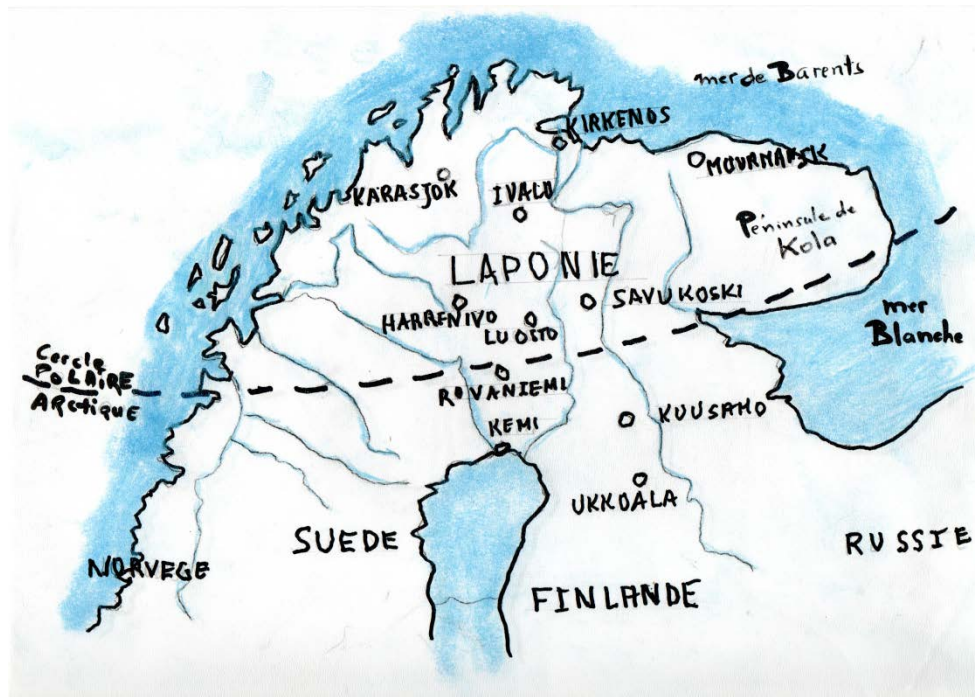 mer de Barents
KIRKENOS
MOURMANSK
KARASJOK
IVALO
Péninsule de
Kola
LAPONIE
SAVUKOSKI
HARRENIVO
LUOSTO
mer
Blanche
Cercle
POLAIRE
ARCTIQUE
ROVANIEMI
KEMI
KUUSAMO
UKKOALA
SUEDE
RUSSIE
NORVEGE
FINLANDE